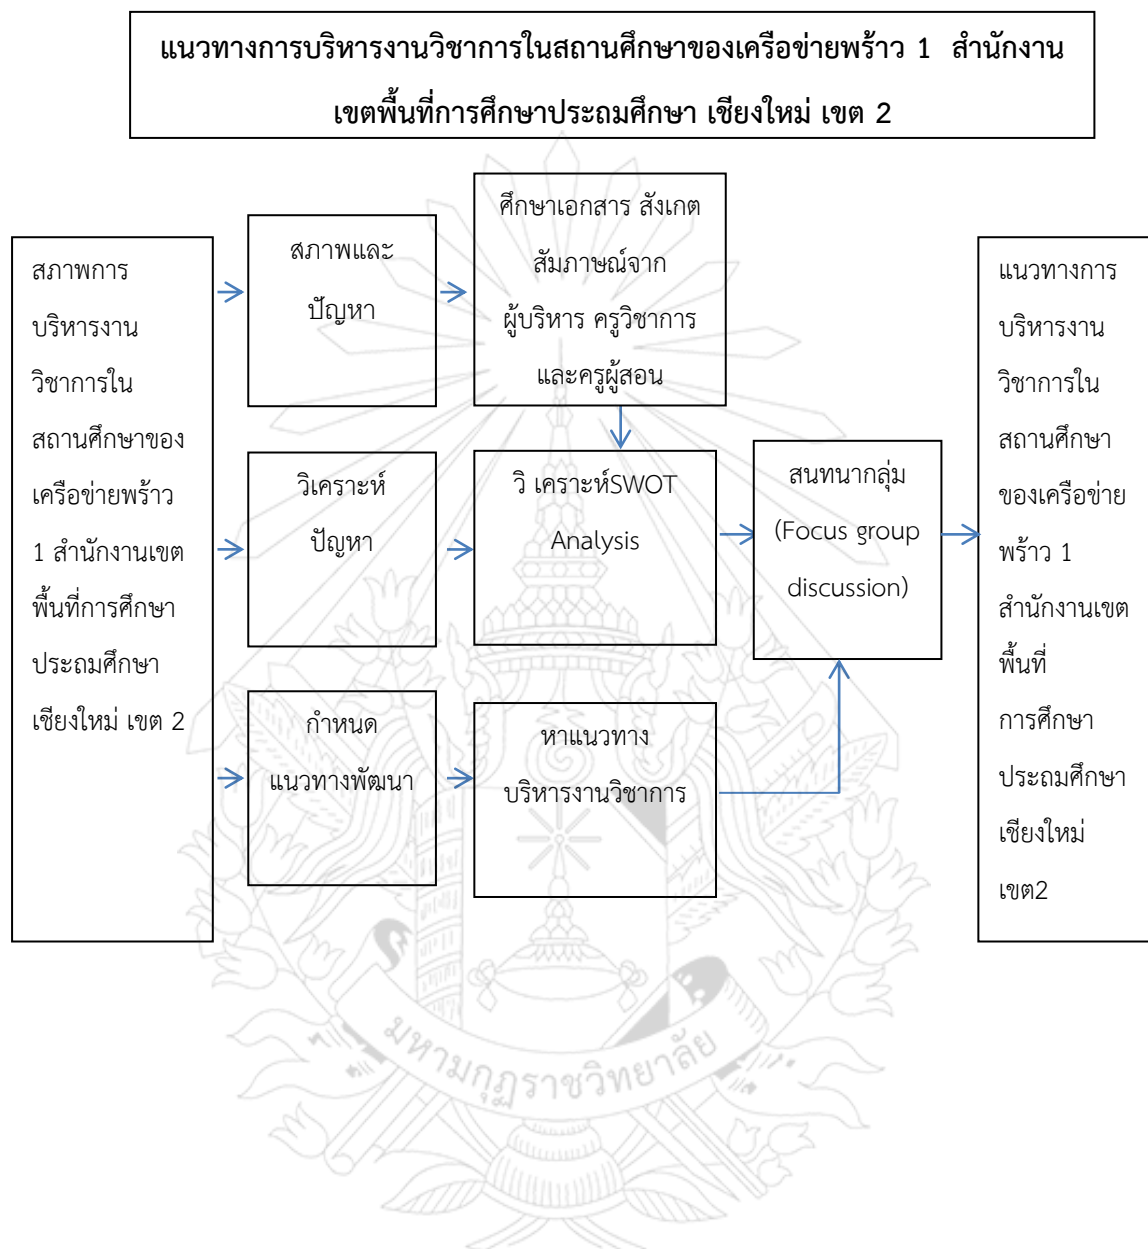 แนวทางการบริหารงานวิชาการในสถานศึกษาของเครือข่ายพร้าว 1 สำนักงาน
เขตพื้นที่การศึกษาประถมศึกษา เชียงใหม่ เขต 2
สภาพการ
บริหารงาน
วิชาการใน
สถานศึกษาของ
เครือข่ายพร้าว
1 สำนักงานเขต
พื้นที่การศึกษา
ประถมศึกษา
เชียงใหม่ เขต 2
สภาพและ
ปัญหา
ศึกษาเอกสาร สังเกต
สัมภาษณ์จาก
ผู้บริหาร ครูวิชาการ
และครูผู้สอน
วิเคราะห์
ปัญหา
วิ เคราะห์SWOT
Analysis
กำหนด
แนวทางพัฒนา
หาแนวทาง
บริหารงานวิชาการ
สนทนากลุ่ม
(Focus group
discussion)
แนวทางการ
บริหารงาน
วิชาการใน
สถานศึกษา
ของเครือข่าย
พร้าว 1
สำนักงานเขต
พื้นที่
การศึกษา
ประถมศึกษา
เชียงใหม่
เขต2
มหามกุฏราชวิทยาลัย